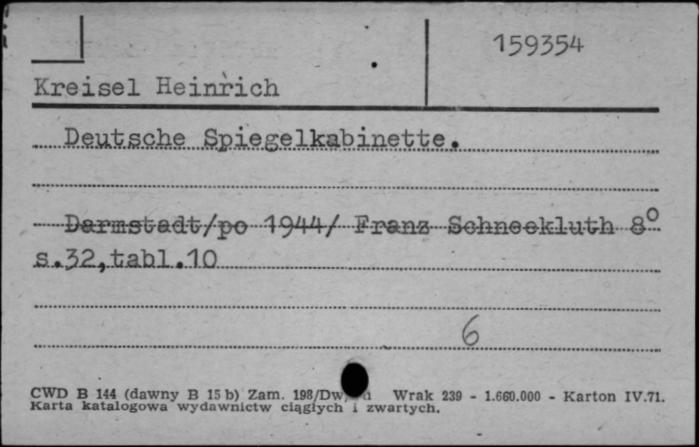 159354
Kreisel Heinrich
Deutsche Spiegelkabinette.
Darmstadt/po 1944/ Franz Schneekluth 8°
s.32,tabl.10
6
CWD B 144 (dawny B 15 b) Zam. 198/Dw/ Wrak 239 - 1.660.000 - Karton IV.71.
Karta katalogowa wydawnictw ciągłych i zwartych.